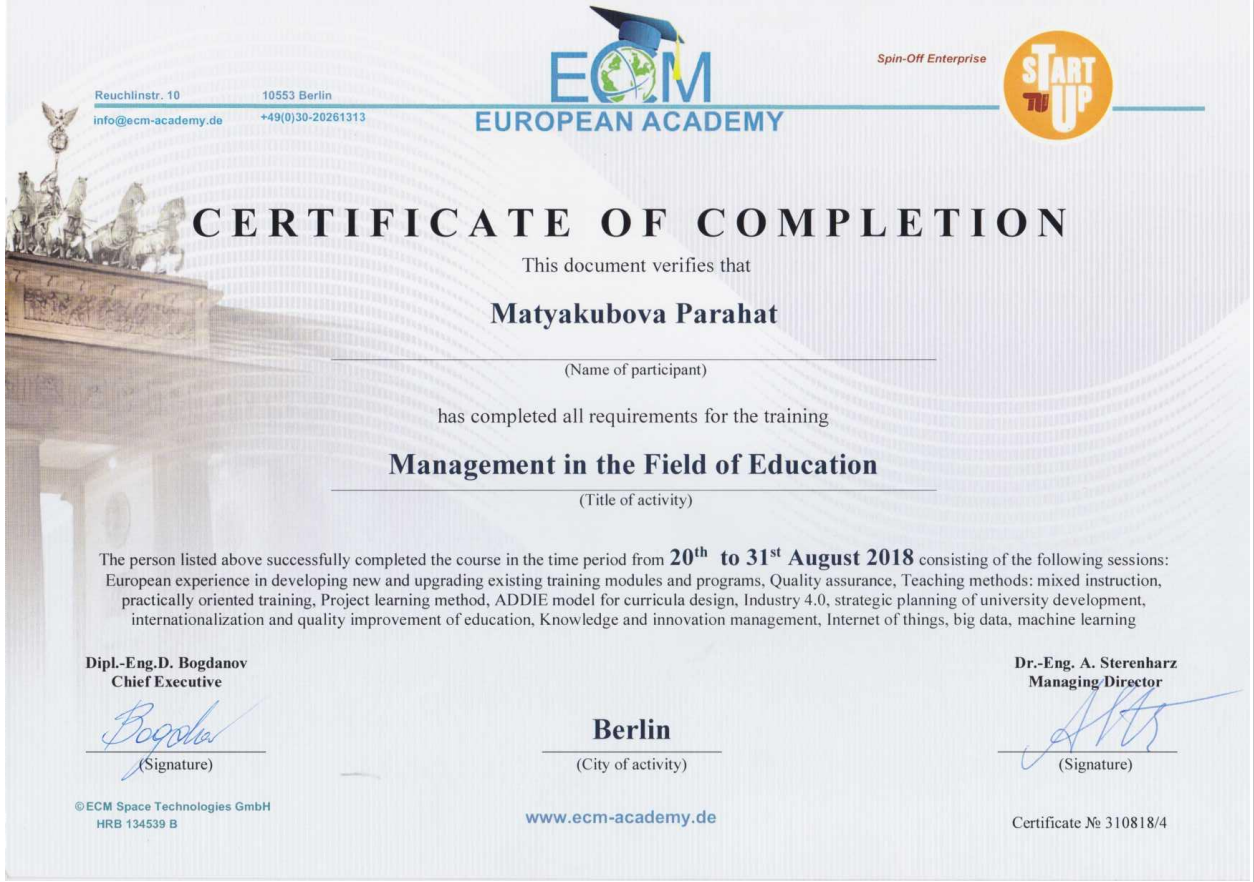 ECM
EUROPEAN ACADEMY
Spin-Off Enterprise
START
UP
Reuchlinstr. 10
10553 Berlin
info@ecm-academy.de
+49(0)30-20261313
CERTIFICATE OF COMPLETION
This document verifies that
Matyakubova Parahat
(Name of participant)
has completed all requirements for the training
Management in the Field of Education
(Title of activity)
The person listed above successfully completed the course in the time period from 20th to 31st August 2018 consisting of the following sessions:
European experience in developing new and upgrading existing training modules and programs, Quality assurance, Teaching methods: mixed instruction,
practically oriented training, Project learning method, ADDIE model for curricula design, Industry 4.0, strategic planning of university development,
internationalization and quality improvement of education, Knowledge and innovation management, Internet of things, big data, machine learning
Dipl.-Eng.D. Bogdanov
Chief Executive
(Signature)
Berlin
(City of activity)
Dr.-Eng. A. Sterenharz
Managing Director
(Signature)
© ECM Space Technologies GmbH
HRB 134539 B
www.ecm-academy.de
Certificate № 310818/4